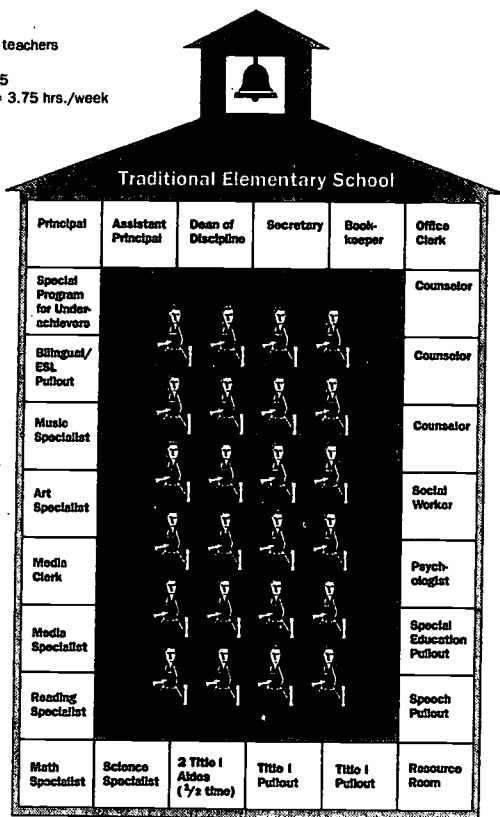 teachers
5
= 3.75 hrs./week
Traditional Elementary School
Principal
Assistant
Principal
Dean of
Discipline
Secretary
Book-
keeper
Office
Clerk
Special
Program
for Under-
achievers
Counselor
Bilingual/
ESL
Pullout
Counselor
Music
Specialist
Counselor
Art
Specialist
Social
Worker
Media
Clerk
Psych-
ologist
Media
Specialist
Special
Education
Pullout
Reading
Specialist
Speech
Pullout
Math
Specialist
Science
Specialist
2 Title I
Aides
(1/2 time)
Title I
Pullout
Title I
Pullout
Resource
Room